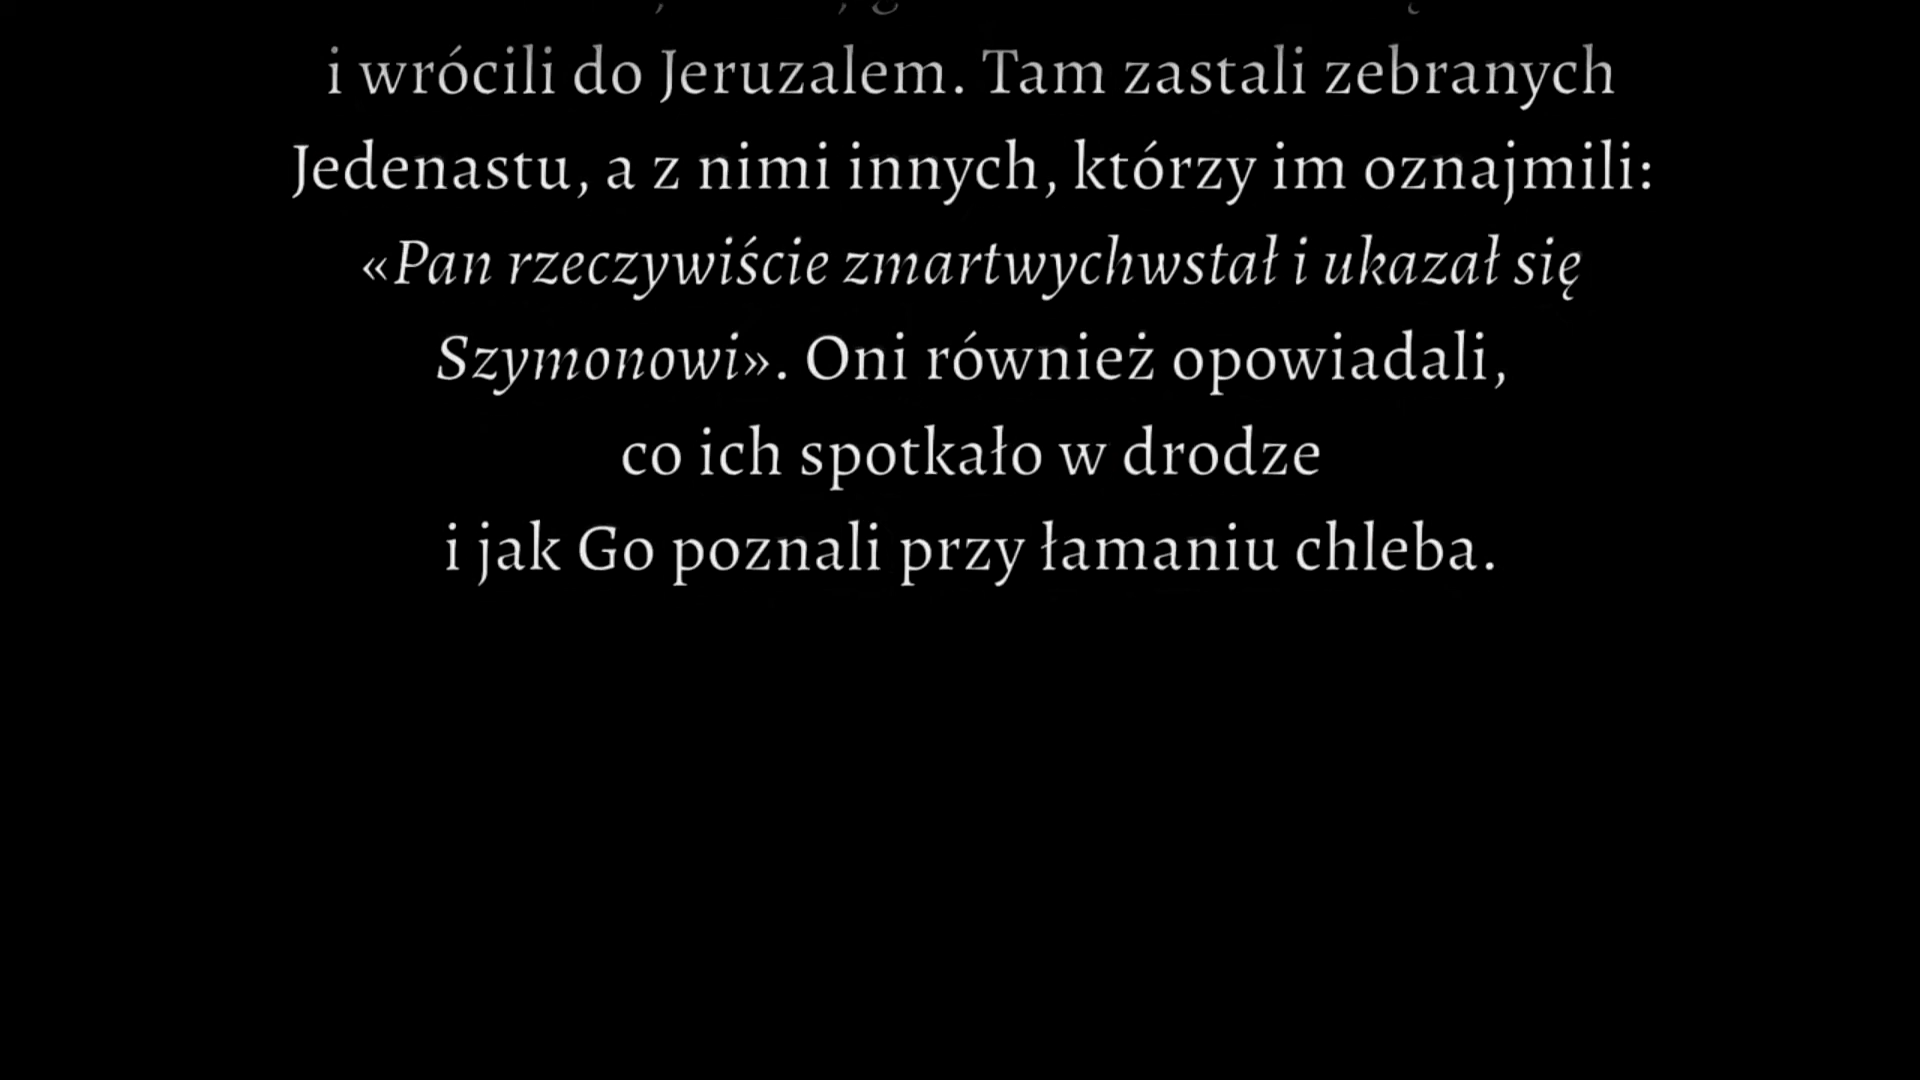 i wrócili do Jeruzalem. Tam zastali zebranych
Jedenastu, a z nimi innych, którzy im oznajmili:
«Pan rzeczywiście zmartwychwstał i ukazał się
Szymonowi». Oni również opowiadali,
co ich spotkało w drodze
i jak Go poznali przy łamaniu chleba.